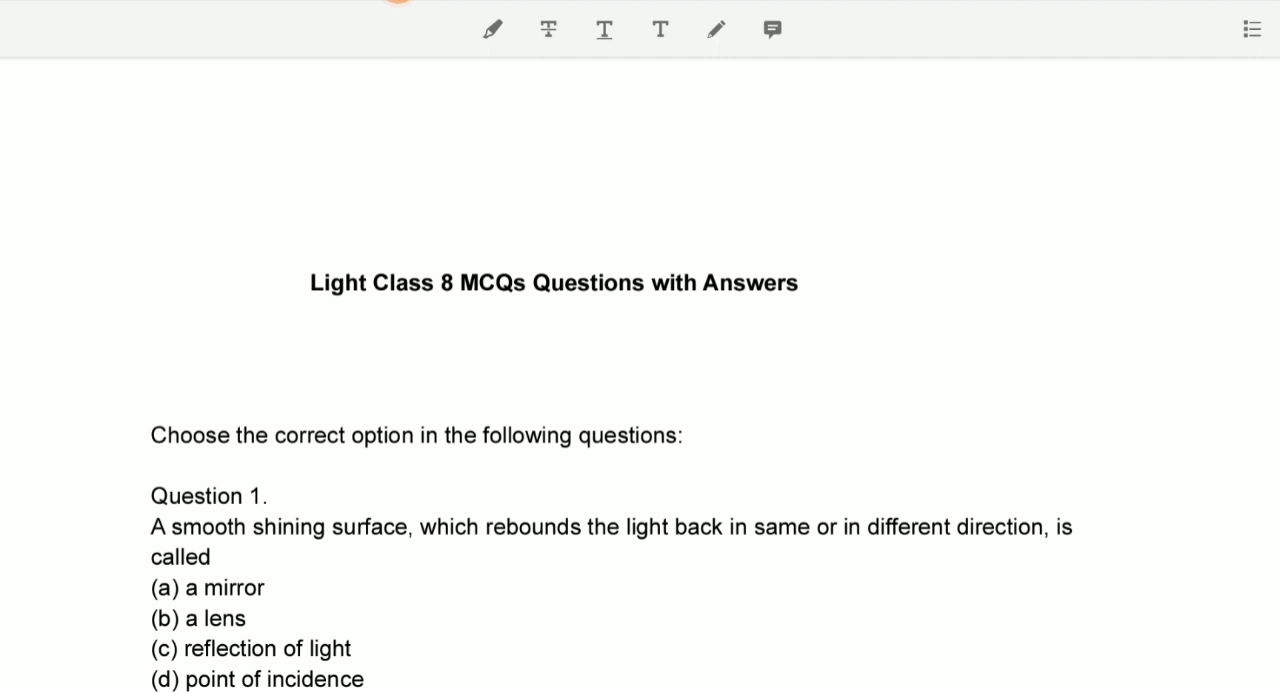 Light Class 8 MCQs Questions with Answers
Choose the correct option in the following questions:
Question 1.
A smooth shining surface, which rebounds the light back in same or in different direction, is
called
(a) a mirror
(b) a lens
(c) reflection of light
(d) point of incidence